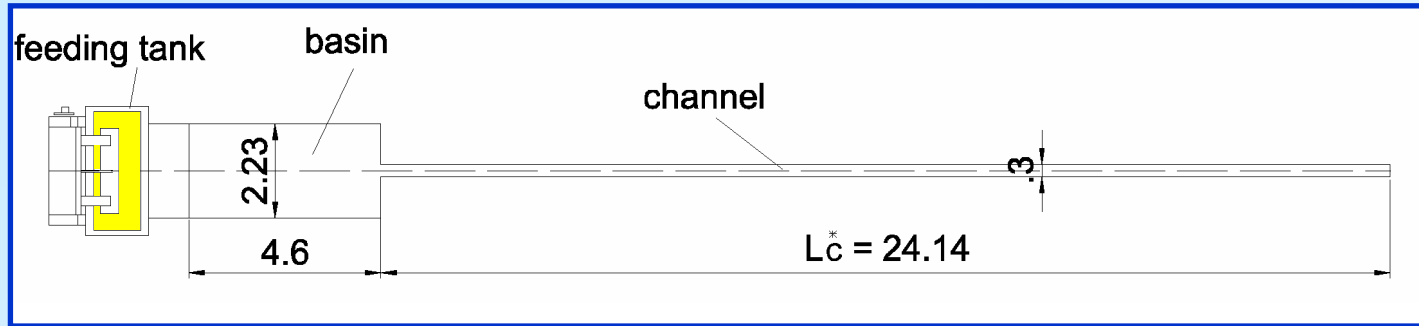 feeding tank
basin
channel
2.23
.3
4.6
Lc* = 24.14